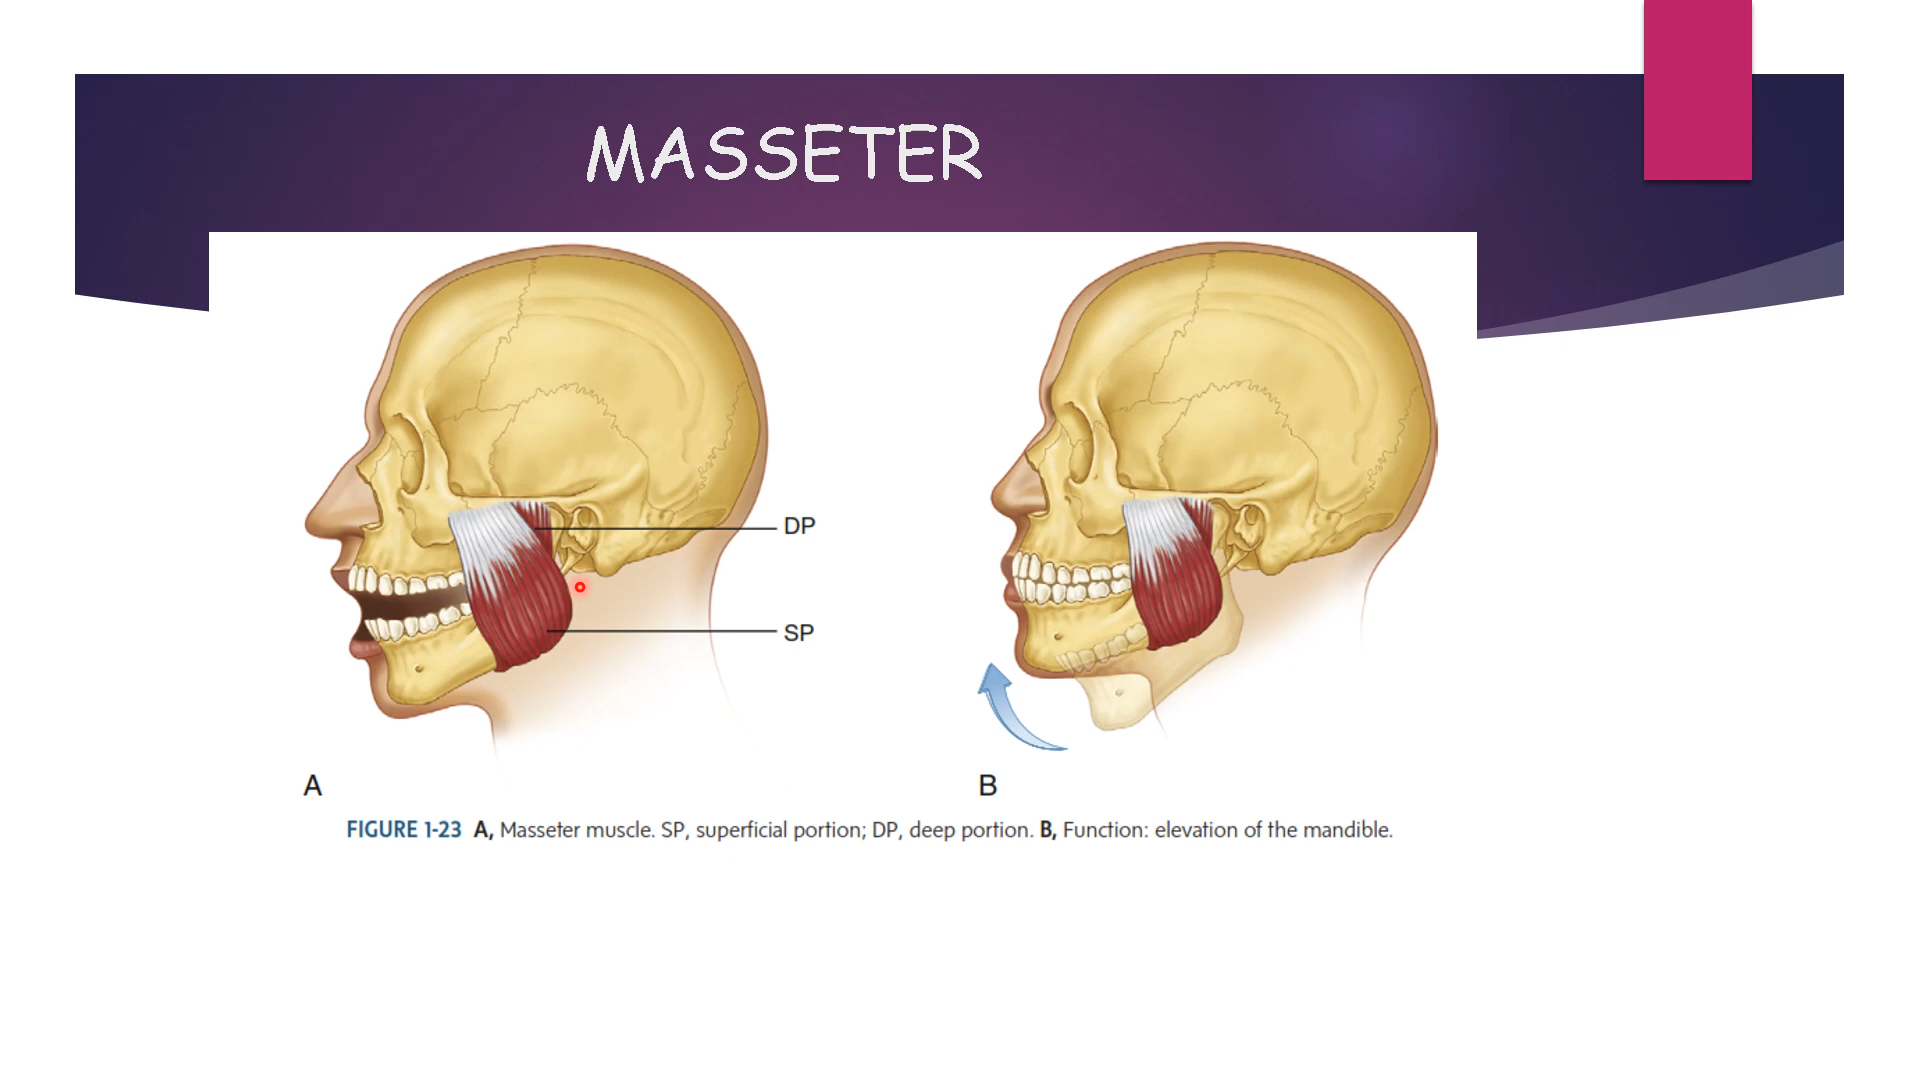 MASSETER
DP
SP
A
B
FIGURE 1-23 A, Masseter muscle. SP, superficial portion; DP, deep portion. B, Function: elevation of the mandible.